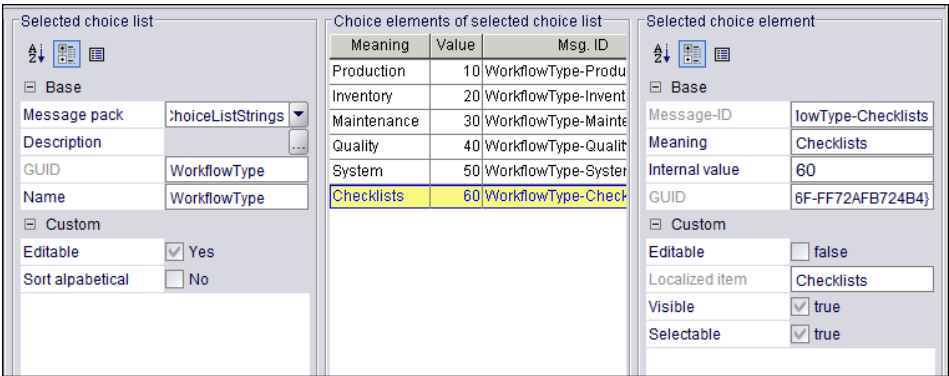 Selected choice list
Base
Message pack
ChoiceListStrings
Description
...
GUID WorkflowType
Name WorkflowType
Custom
Editable Yes
Sort alpabetical No
Choice elements of selected choice list
Meaning Value Msg. ID
Production 10 WorkflowType-Produ
Inventory 20 WorkflowType-Invent
Maintenance 30 WorkflowType-Mainte
Quality 40 WorkflowType-Qualit
System 50 WorkflowType-System
Checklists 60 WorkflowType-Check
Selected choice element
Base
Message-ID lowType-Checklists
Meaning Checklists
Internal value 60
GUID 6F-FF72AFB724B4}
Custom
Editable false
Localized item Checklists
Visible true
Selectable true